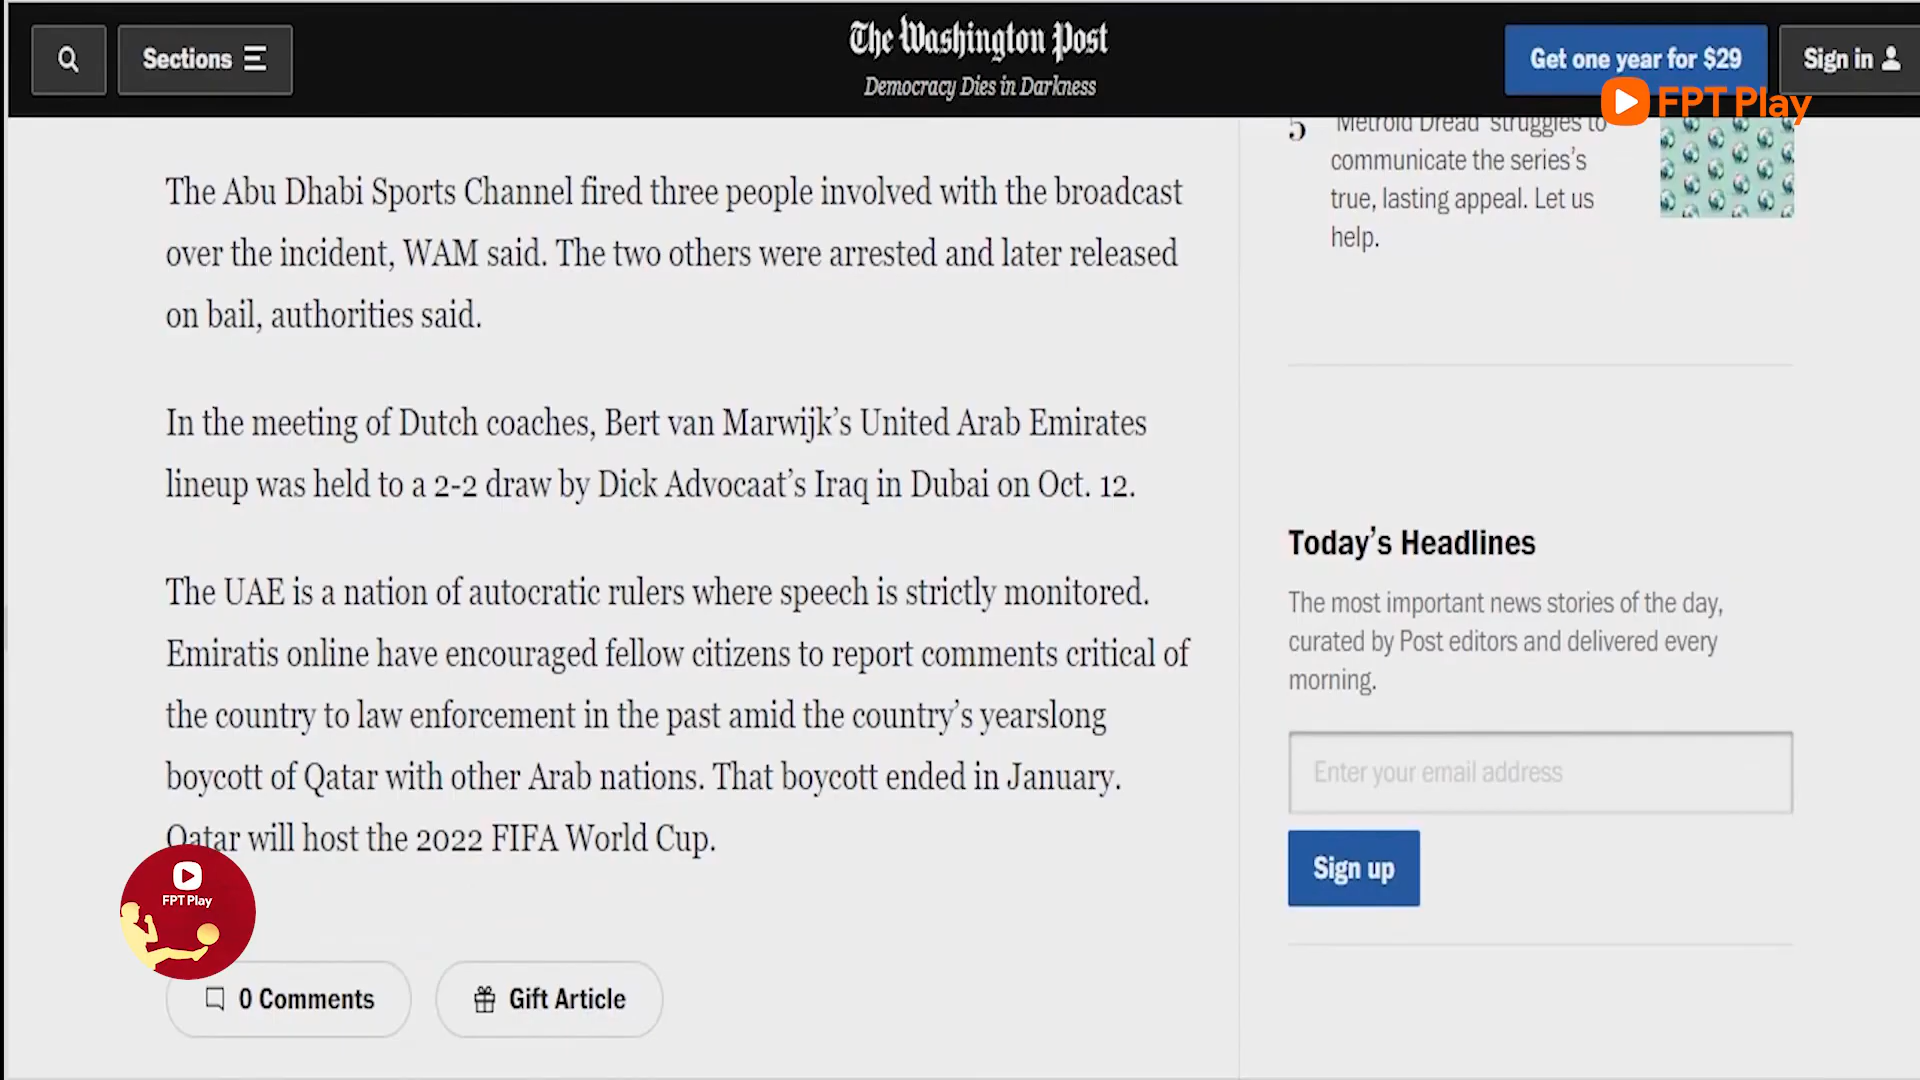 Sections
The Washington Post
Democracy Dies in Darkness
Get one year for $29
Sign in
FPT Play
The Abu Dhabi Sports Channel fired three people involved with the broadcast
over the incident, WAM said. The two others were arrested and later released
on bail, authorities said.
In the meeting of Dutch coaches, Bert van Marwijk’s United Arab Emirates
lineup was held to a 2-2 draw by Dick Advocaat’s Iraq in Dubai on Oct. 12.
The UAE is a nation of autocratic rulers where speech is strictly monitored.
Emiratis online have encouraged fellow citizens to report comments critical of
the country to law enforcement in the past amid the country’s yearslong
boycott of Qatar with other Arab nations. That boycott ended in January.
Qatar will host the 2022 FIFA World Cup.
FPT Play
0 Comments
Gift Article
5
'Metroid Dread' struggles to
communicate the series’s
true, lasting appeal. Let us
help.
Today’s Headlines
The most important news stories of the day,
curated by Post editors and delivered every
morning.
Enter your email address
Sign up